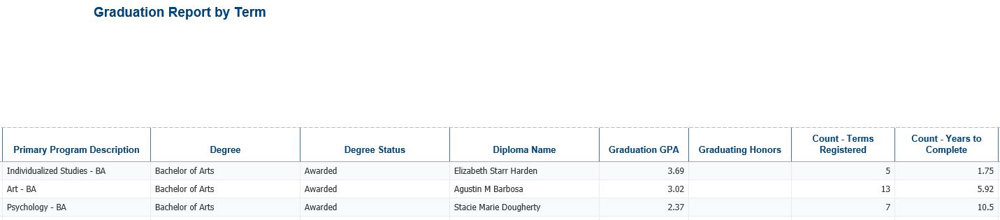 Graduation Report by Term
Primary Program Description Degree Degree Status Diploma Name Graduation GPA Graduating Honors Count - Terms Registered Count - Years to Complete
Individualized Studies - BA Bachelor of Arts Awarded Elizabeth Starr Harden 3.69 5 1.75
Art - BA Bachelor of Arts Awarded Agustin M Barbosa 3.02 13 5.92
Psychology - BA Bachelor of Arts Awarded Stacie Marie Dougherty 2.37 7 10.5